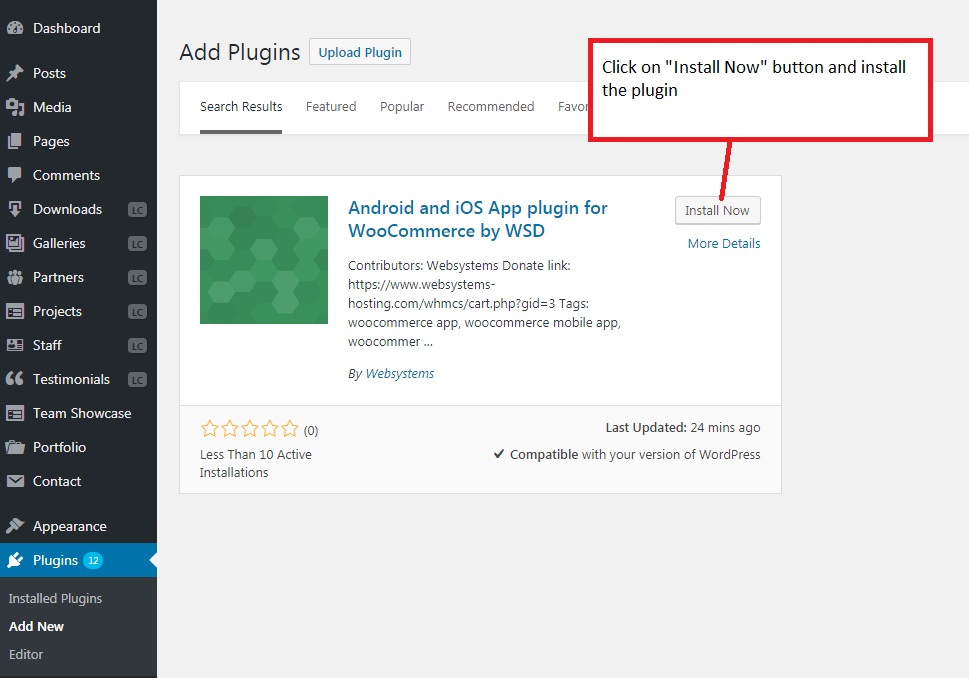 Dashboard
Posts
Media
Pages
Comments
Downloads LC
Galleries LC
Partners LC
Projects LC
Staff LC
Testimonials LC
Team Showcase
Portfolio
Contact
Appearance
Plugins 12
Installed Plugins
Add New
Editor
Add Plugins Upload Plugin
Search Results Featured Popular Recommended Favor
Click on "Install Now" button and install
the plugin
Android and iOS App plugin for
WooCommerce by WSD
Install Now
More Details
Contributors: Websystems Donate link:
https://www.websystems-
hosting.com/whmcs/cart.php?gid=3 Tags:
woocommerce app, woocommerce mobile app,
woocommer ...
By Websystems
(0)
Less Than 10 Active
Installations
Last Updated: 24 mins ago
Compatible with your version of WordPress